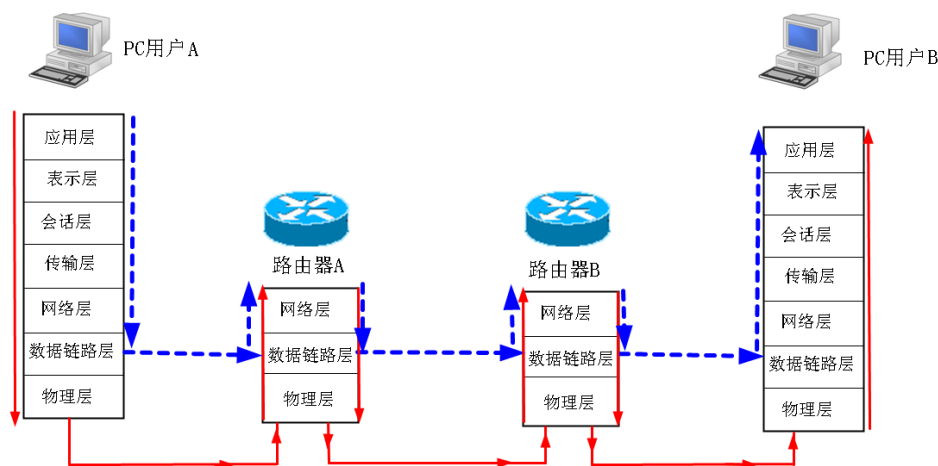 PC用户A
PC用户B
应用层
表示层
会话层
传输层
网络层
数据链路层
物理层
路由器A
网络层
数据链路层
物理层
路由器B
网络层
数据链路层
物理层
应用层
表示层
会话层
传输层
网络层
数据链路层
物理层